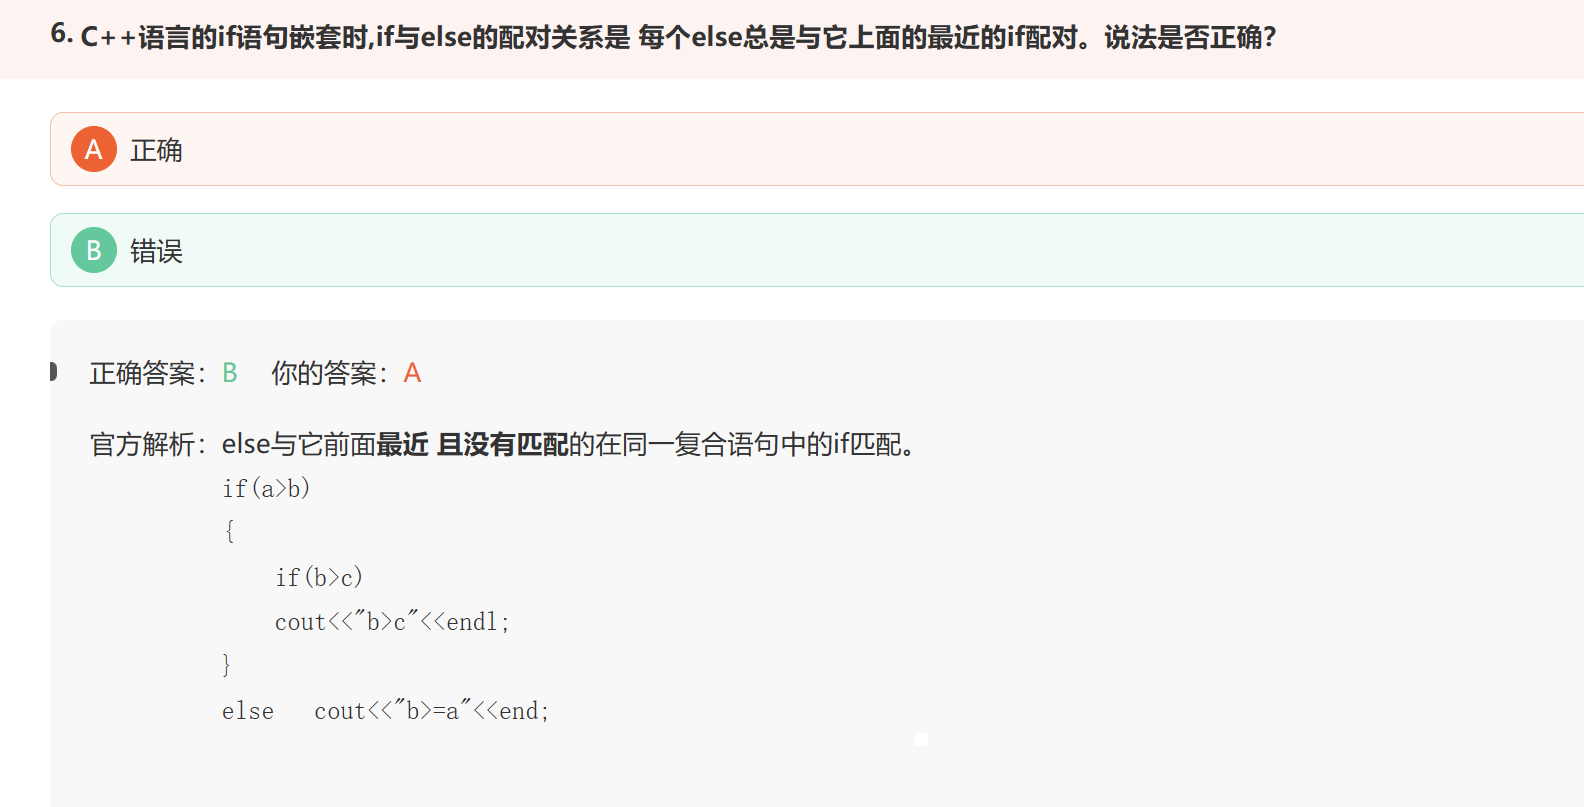 6. C++语言的if语句嵌套时,if与else的配对关系是 每个else总是与它上面的最近的if配对。说法是否正确?
A 正确
B 错误
正确答案：B 你的答案：A
官方解析：else与它前面最近 且没有匹配的在同一复合语句中的if匹配。
if(a>b)
{
if(b>c)
cout<<"b>c"<<endl;
}
else cout<<"b>=a"<<end;